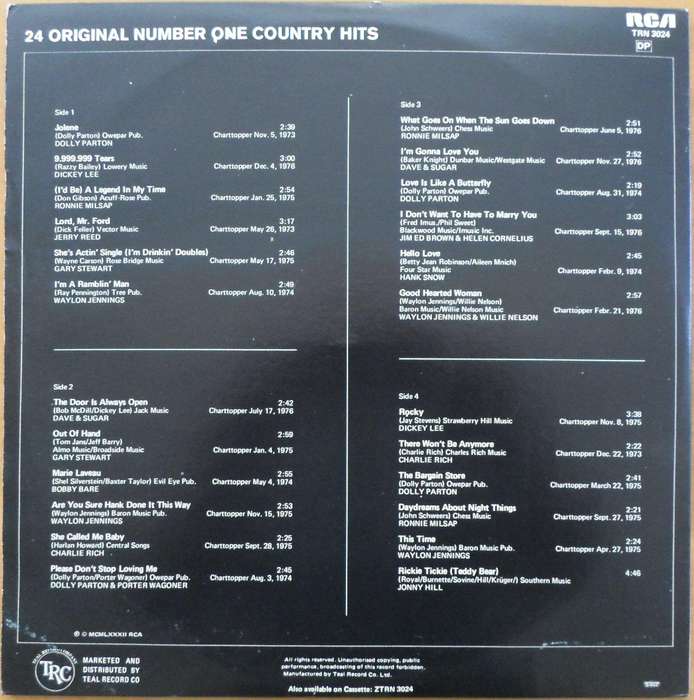 24 ORIGINAL NUMBER ONE COUNTRY HITS
RCA
TRN 3024
DP
Side 1
Jolene 2:39
(Dolly Parton) Owepar Pub. Charttopper Nov. 5, 1973
DOLLY PARTON
9.999.999 Tears 3:00
(Razzy Bailey) Lowery Music Charttopper Dec. 4, 1976
DICKEY LEE
(I'd Be) A Legend In My Time 2:54
(Don Gibson) Acuff-Rose Pub. Charttopper Jan. 25, 1975
RONNIE MILSAP
Lord, Mr. Ford 3:17
(Dick Feller) Vector Music Charttopper May 26, 1973
JERRY REED
She's Actin' Single (I'm Drinkin' Doubles) 2:46
(Wayne Carson) Rose Bridge Music Charttopper May 17, 1975
GARY STEWART
I'm A Ramblin' Man 2:49
(Ray Pennington) Tree Pub. Charttopper Aug. 10, 1974
WAYLON JENNINGS
Side 2
The Door Is Always Open 2:42
(Bob McDill/Dickey Lee) Jack Music Charttopper July 17, 1976
DAVE & SUGAR
Out Of Hand 2:59
(Tom Jans/Jeff Barry)
Almo Music/Broadside Music Charttopper Jan. 4, 1975
GARY STEWART
Marie Laveau 2:55
(Shel Silverstein/Baxter Taylor) Evil Eye Pub. Charttopper May 4, 1974
BOBBY BARE
Are You Sure Hank Done It This Way 2:53
(Waylon Jennings) Baron Music Pub. Charttopper Nov. 15, 1975
WAYLON JENNINGS
She Called Me Baby 2:25
(Harlan Howard) Central Songs Charttopper Sept. 28, 1975
CHARLIE RICH
Please Don't Stop Loving Me 2:45
(Dolly Parton/Porter Wagoner) Owepar Pub. Charttopper Aug. 3, 1974
DOLLY PARTON & PORTER WAGONER
Side 3
What Goes On When The Sun Goes Down 2:51
(John Schweers) Chess Music Charttopper June 5, 1976
RONNIE MILSAP
I'm Gonna Love You 2:52
(Baker Knight) Dunbar Music/Westgate Music Charttopper Nov. 27, 1976
DAVE & SUGAR
Love Is Like A Butterfly 2:19
(Dolly Parton) Owepar Pub. Charttopper Aug. 31, 1974
DOLLY PARTON
I Don't Want To Have To Marry You 3:03
(Fred Imus./Phil Sweet)
Blackwood Music/Imusic Inc. Charttopper Sept. 15, 1976
JIM ED BROWN & HELEN CORNELIUS
Hello Love 2:45
(Betty Jean Robinson/Aileen Mnich)
Four Star Music Charttopper Febr. 9, 1974
HANK SNOW
Good Hearted Woman 2:57
(Waylon Jennings/Willie Nelson)
Baron Music/Willie Nelson Music Charttopper Febr. 21, 1976
WAYLON JENNINGS & WILLIE NELSON
Side 4
Rocky 3:38
(Jay Stevens) Strawberry Hill Music Charttopper Nov. 8, 1975
DICKEY LEE
There Won't Be Anymore 2:22
(Charlie Rich) Charles Rich Music Charttopper Dec. 22, 1973
CHARLIE RICH
The Bargain Store 2:41
(Dolly Parton) Owepar Pub. Charttopper March 22, 1975
DOLLY PARTON
Daydreams About Night Things 2:21
(John Schweers) Chess Music Charttopper Sept. 27, 1975
RONNIE MILSAP
This Time 2:24
(Waylon Jennings) Baron Music Pub. Charttopper Apr. 27, 1975
WAYLON JENNINGS
Rickie Tickie (Teddy Bear) 4:46
(Royal/Burnette/Sovine/Hill/Krüger/) Southern Music
JONNY HILL
© ℗ MCMLXXXII RCA
TEAL RECORD COMPANY
TRC
MARKETED AND
DISTRIBUTED BY
TEAL RECORD CO
All rights reserved. Unauthorised copying, public
performance, broadcasting of this record forbidden.
Manufactured by Teal Record Co. Ltd.
Also available on Cassette: ZTRN 3024